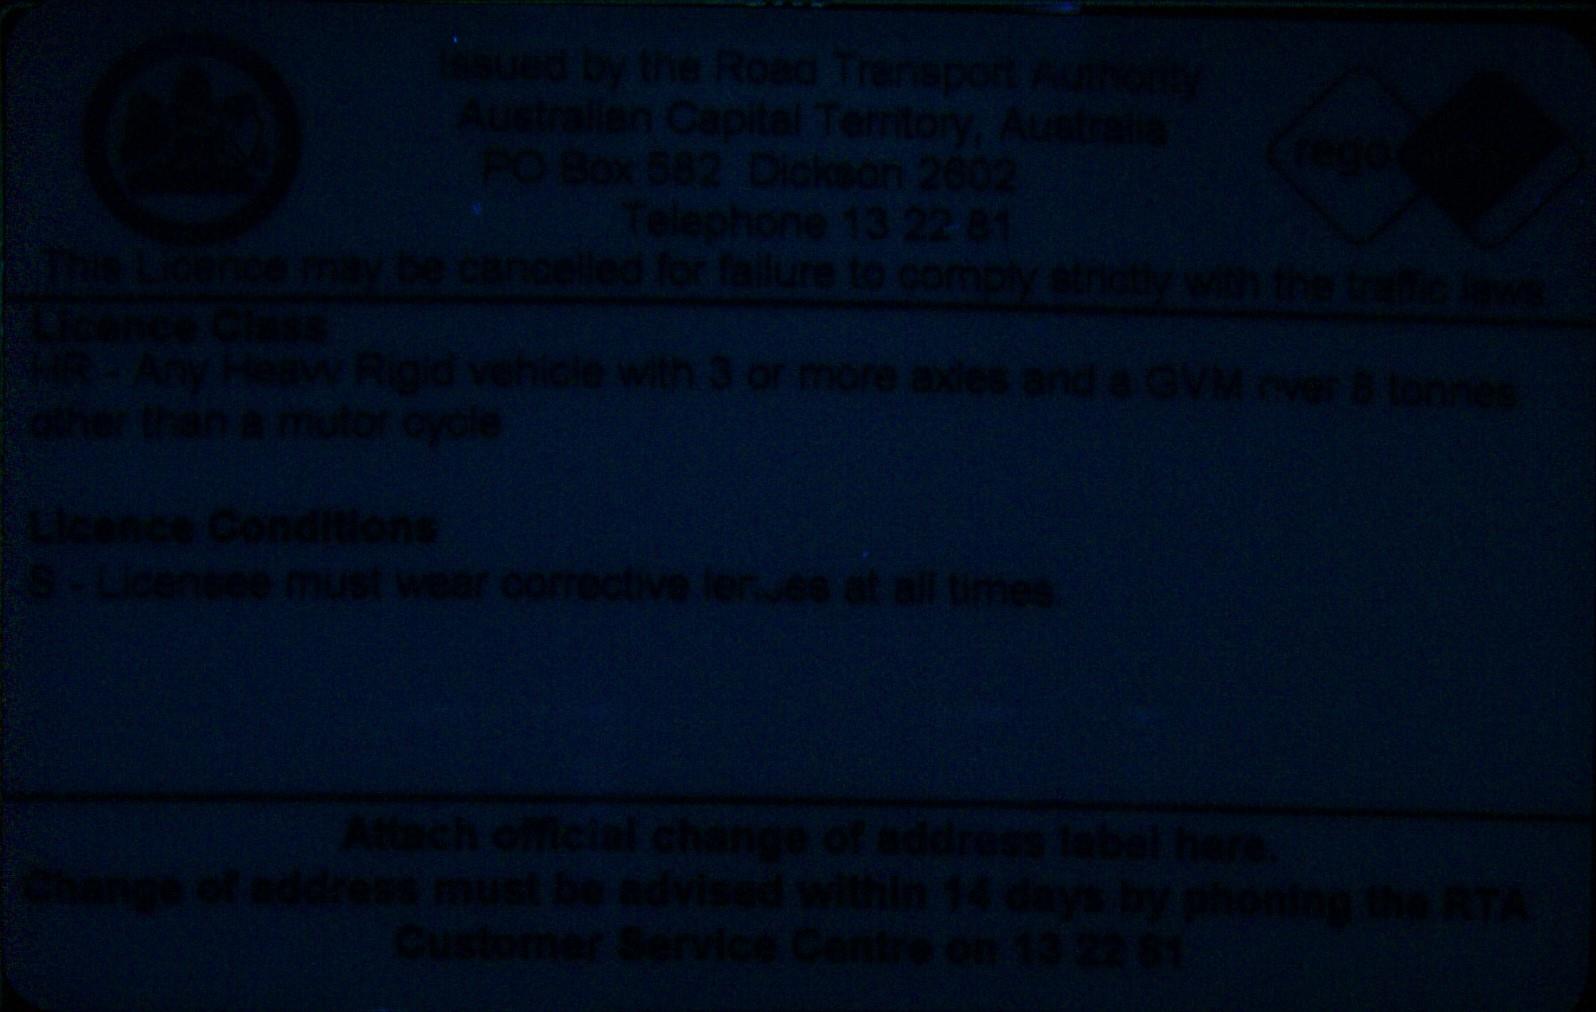 Issued by the Road Transport Authority
Australian Capital Territory, Australia
PO Box 582 Dickson 2602
Telephone 13 22 81
rego
This Licence may be cancelled for failure to comply strictly with the traffic laws
Licence Class
HR - Any Heavy Rigid vehicle with 3 or more axles and a GVM over 8 tonnes
other than a motor cycle
Licence Conditions
S - Licensee must wear corrective lenses at all times.
Attach official change of address label here.
Change of address must be advised within 14 days by phoning the RTA
Customer Service Centre on 13 22 81